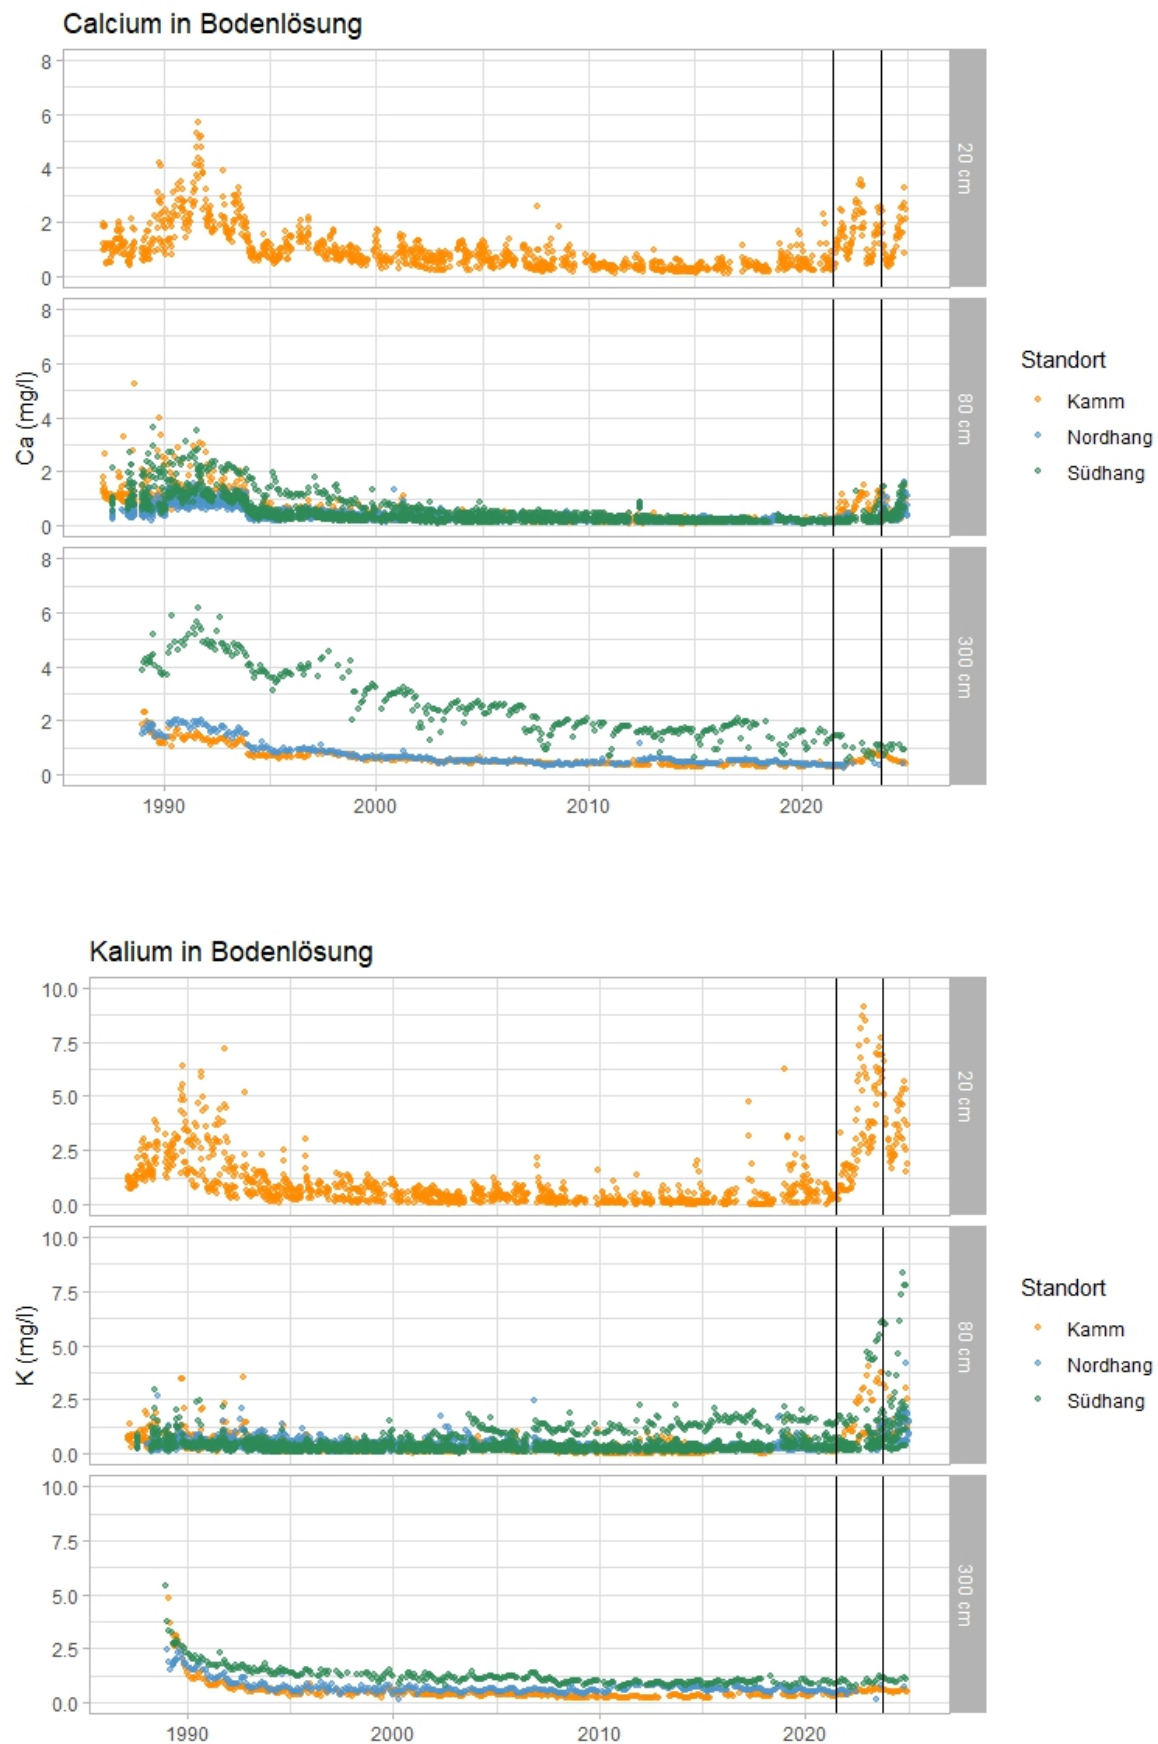 Calcium in Bodenlösung
8
6
4
2
0
20 cm
8
6
4
2
0
80 cm
8
6
4
2
0
300 cm
Ca (mg/l)
1990 2000 2010 2020
Standort
Kamm
Nordhang
Südhang
Kalium in Bodenlösung
10.0
7.5
5.0
2.5
0.0
20 cm
10.0
7.5
5.0
2.5
0.0
80 cm
10.0
7.5
5.0
2.5
0.0
300 cm
K (mg/l)
1990 2000 2010 2020
Standort
Kamm
Nordhang
Südhang